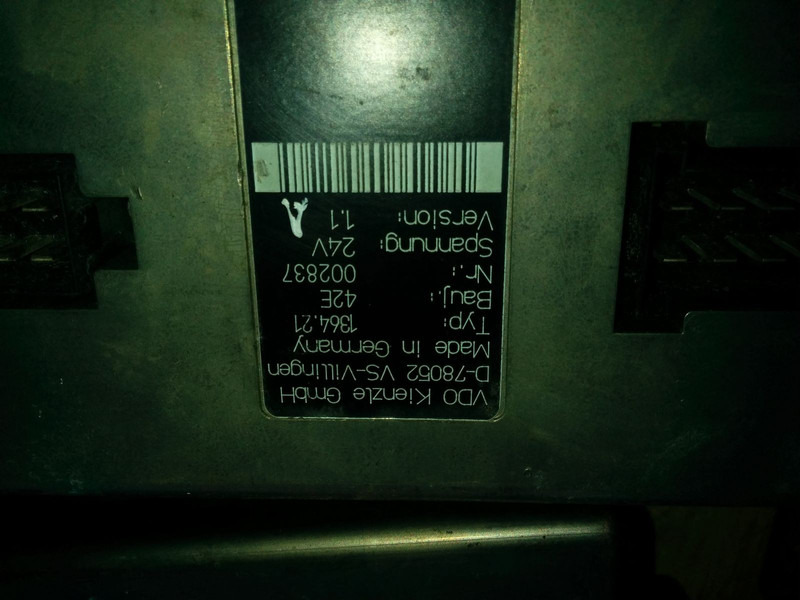 VDO Kienzle GmbH
D-78052 VS-Villingen
Made in Germany
Typ: 1364.21
Bauj.: 42E
Nr.: 002837
Spannung: 24V
Version: 1.1